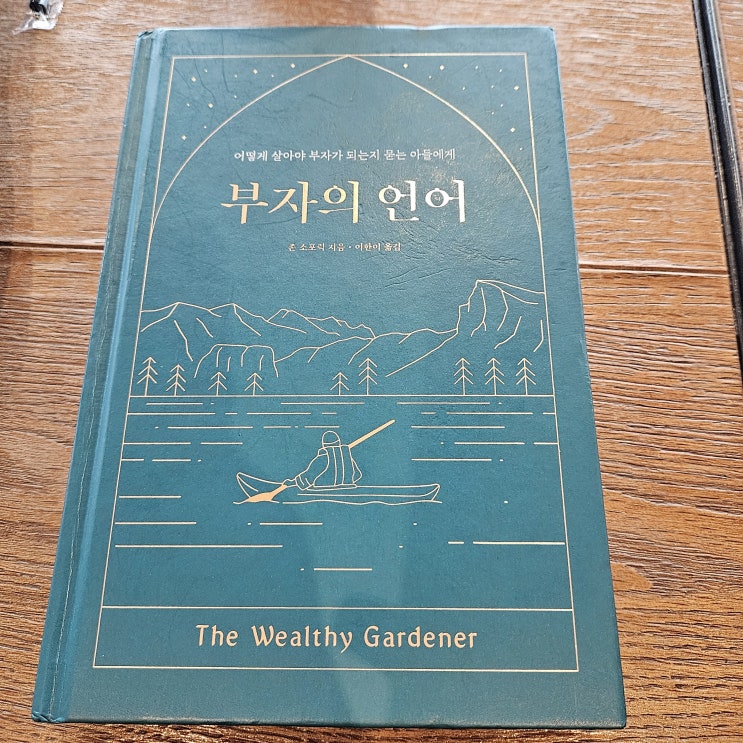 어떻게 살아야 부자가 되는지 묻는 아들에게
부자의 언어
존 소포릭 지음 • 이한이 옮김
The Wealthy Gardener